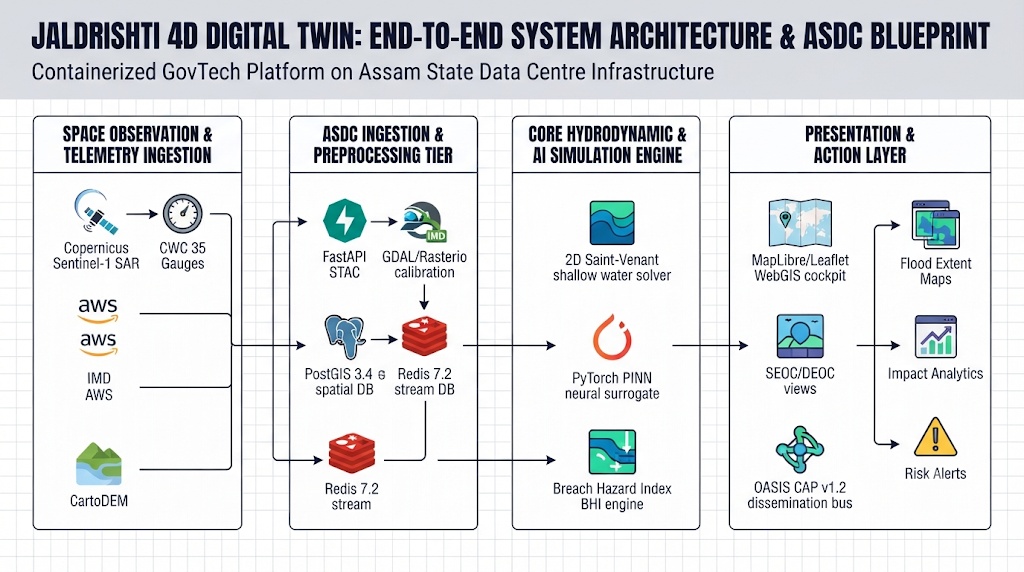 JALDRISHTI 4D DIGITAL TWIN: END-TO-END SYSTEM ARCHITECTURE & ASDC BLUEPRINT
Containerized GovTech Platform on Assam State Data Centre Infrastructure
SPACE OBSERVATION &
TELEMETRY INGESTION
Copernicus
Sentinel-1 SAR
CWC 35
Gauges
aws
aws
IMD
AWS
CartoDEM
ASDC INGESTION &
PREPROCESSING TIER
FastAPI
STAC
IMD
GDAL/Rasterio
calibration
PostGIS 3.4
spatial DB
Redis 7.2
stream DB
Redis 7.2
stream
CORE HYDRODYNAMIC &
AI SIMULATION ENGINE
2D Saint-Venant
shallow water solver
PyTorch PINN
neural surrogate
Breach Hazard Index
BHI engine
PRESENTATION &
ACTION LAYER
MapLibre/Leaflet
WebGIS cockpit
SEOC/DEOC
views
OASIS CAP v1.2
dissemination bus
Flood Extent
Maps
Impact Analytics
Risk Alerts